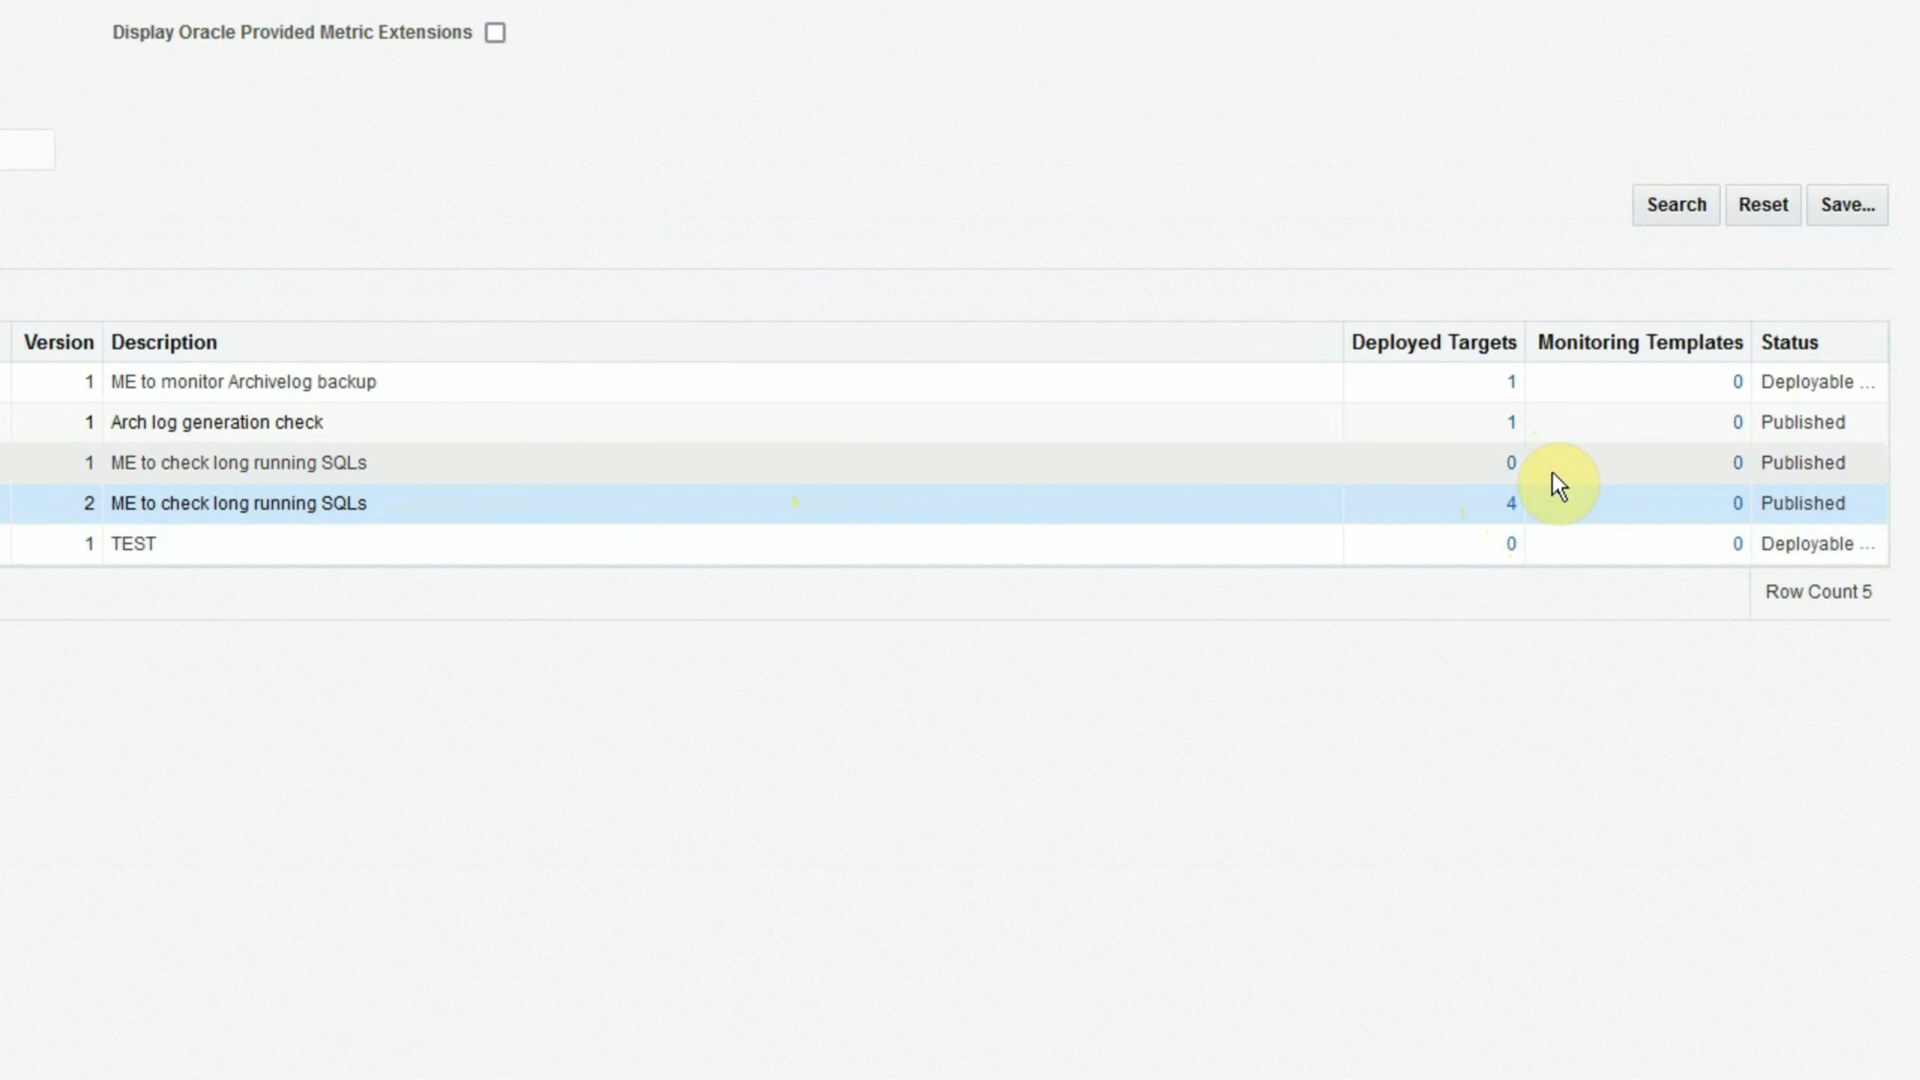 Display Oracle Provided Metric Extensions
Search Reset Save...
Version Description Deployed Targets Monitoring Templates Status
1 ME to monitor Archivelog backup 1 0 Deployable ...
1 Arch log generation check 1 0 Published
1 ME to check long running SQLs 0 0 Published
2 ME to check long running SQLs 4 0 Published
1 TEST 0 0 Deployable ...
Row Count 5